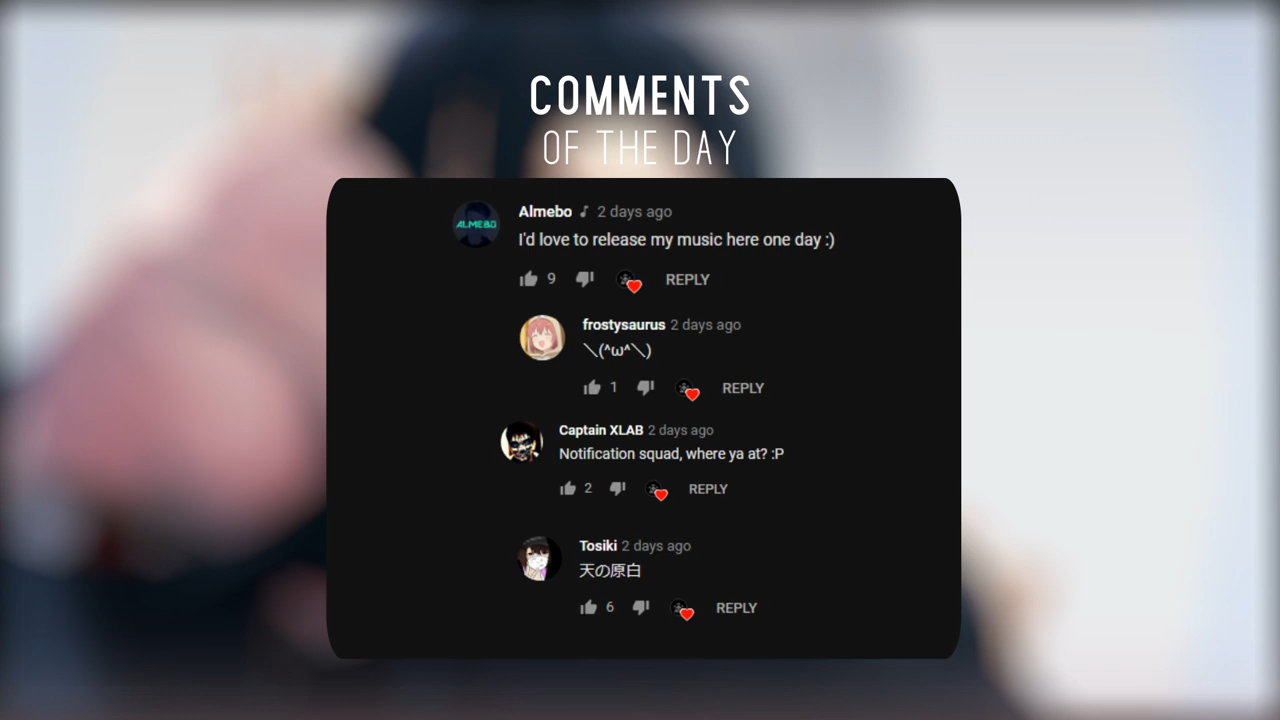 COMMENTS
OF THE DAY
ALMEBO
Almebo 2 days ago
I'd love to release my music here one day :)
9 REPLY
frostysaurus 2 days ago
＼(^ω^＼)
1 REPLY
Captain XLAB 2 days ago
Notification squad, where ya at? :P
2 REPLY
Tosiki 2 days ago
天の原白
6 REPLY